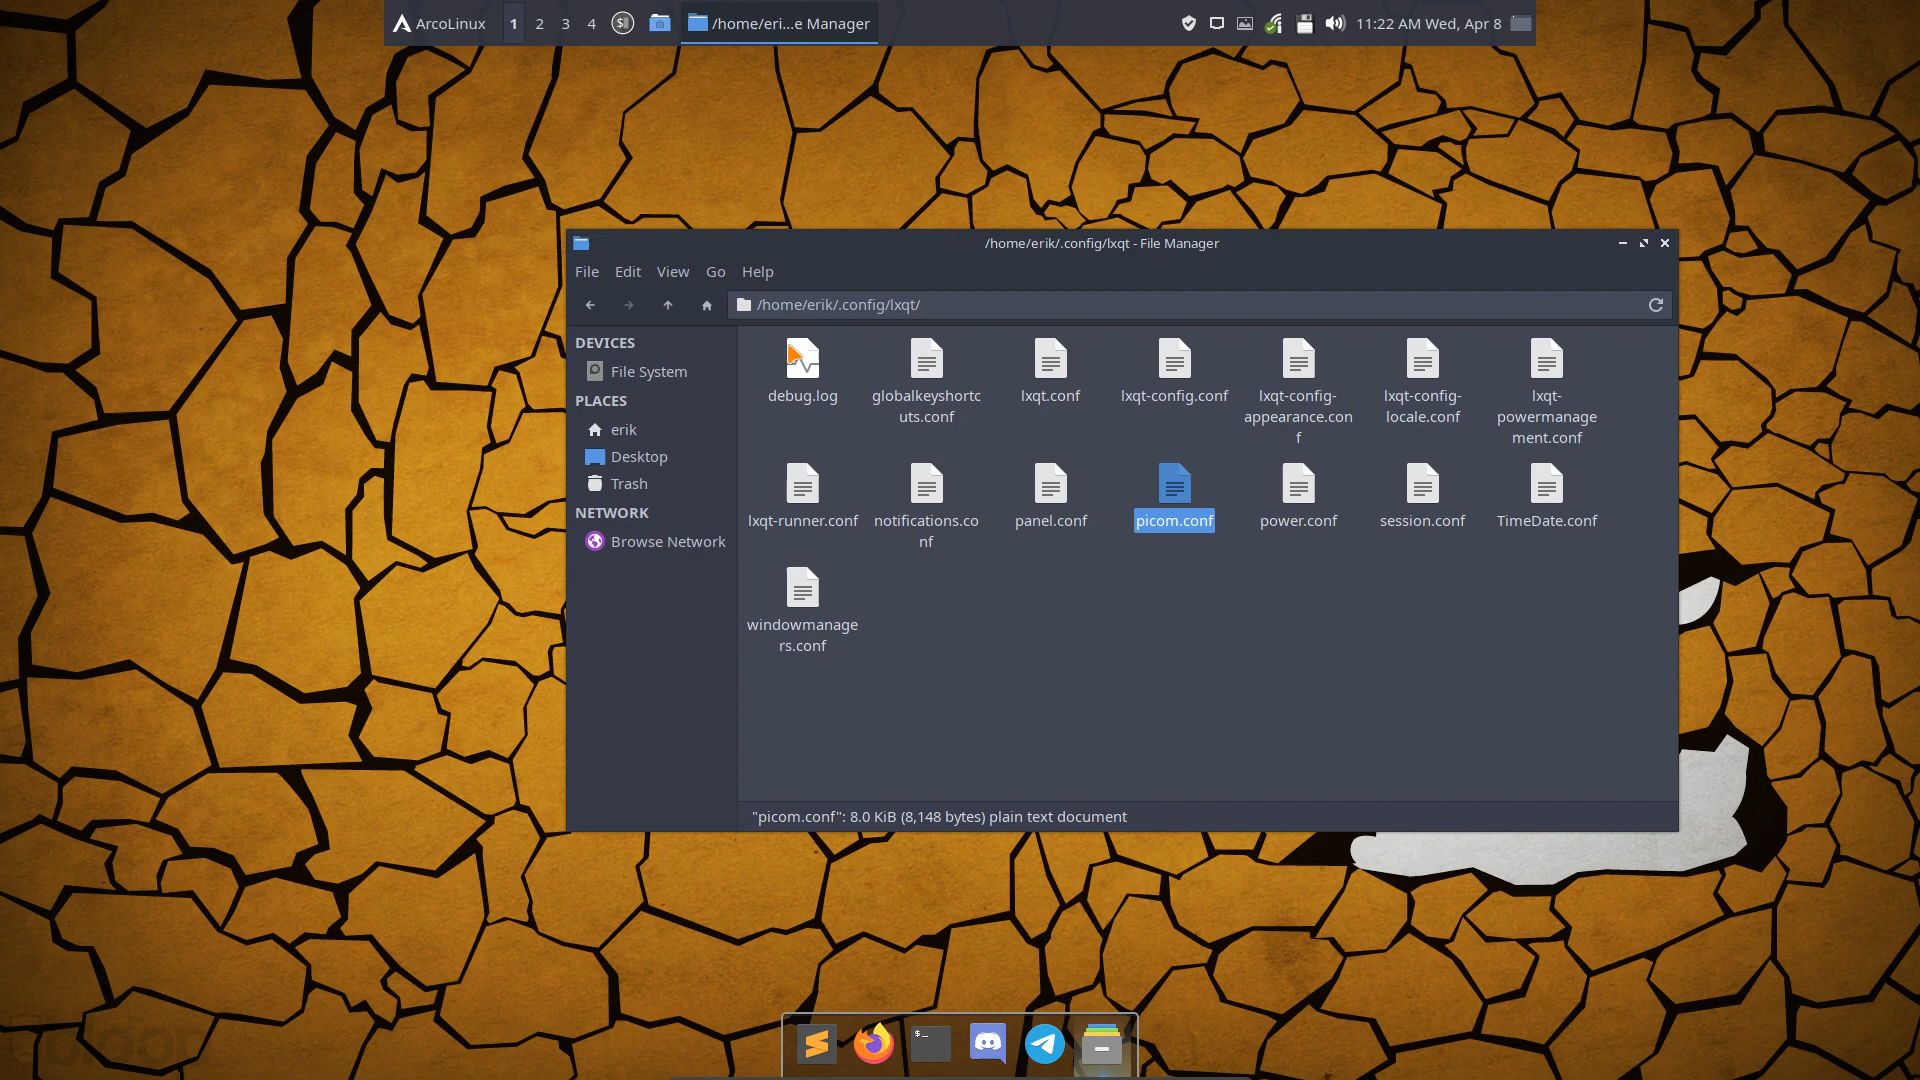 ArcoLinux 1 2 3 4 /home/eri...e Manager 11:22 AM Wed, Apr 8
/home/erik/.config/lxqt - File Manager
File Edit View Go Help
/home/erik/.config/lxqt/
DEVICES
File System
PLACES
erik
Desktop
Trash
NETWORK
Browse Network
debug.log
globalkeyshortc
uts.conf
lxqt.conf
lxqt-config.conf
lxqt-config-
appearance.con
f
lxqt-config-
locale.conf
lxqt-
powermanage
ment.conf
lxqt-runner.conf
notifications.co
nf
panel.conf
picom.conf
power.conf
session.conf
TimeDate.conf
windowmanage
rs.conf
"picom.conf": 8.0 KiB (8,148 bytes) plain text document
$_